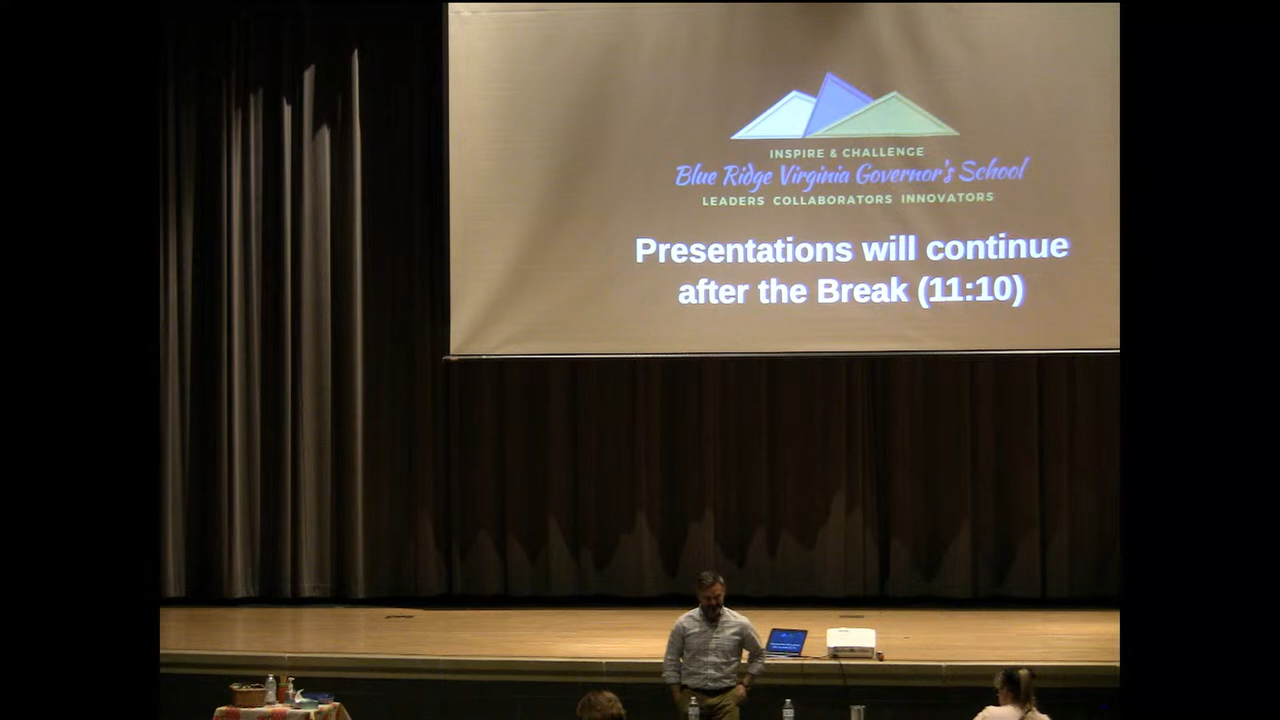 INSPIRE & CHALLENGE
Blue Ridge Virginia Governor's School
LEADERS COLLABORATORS INNOVATORS
Presentations will continue
after the Break (11:10)